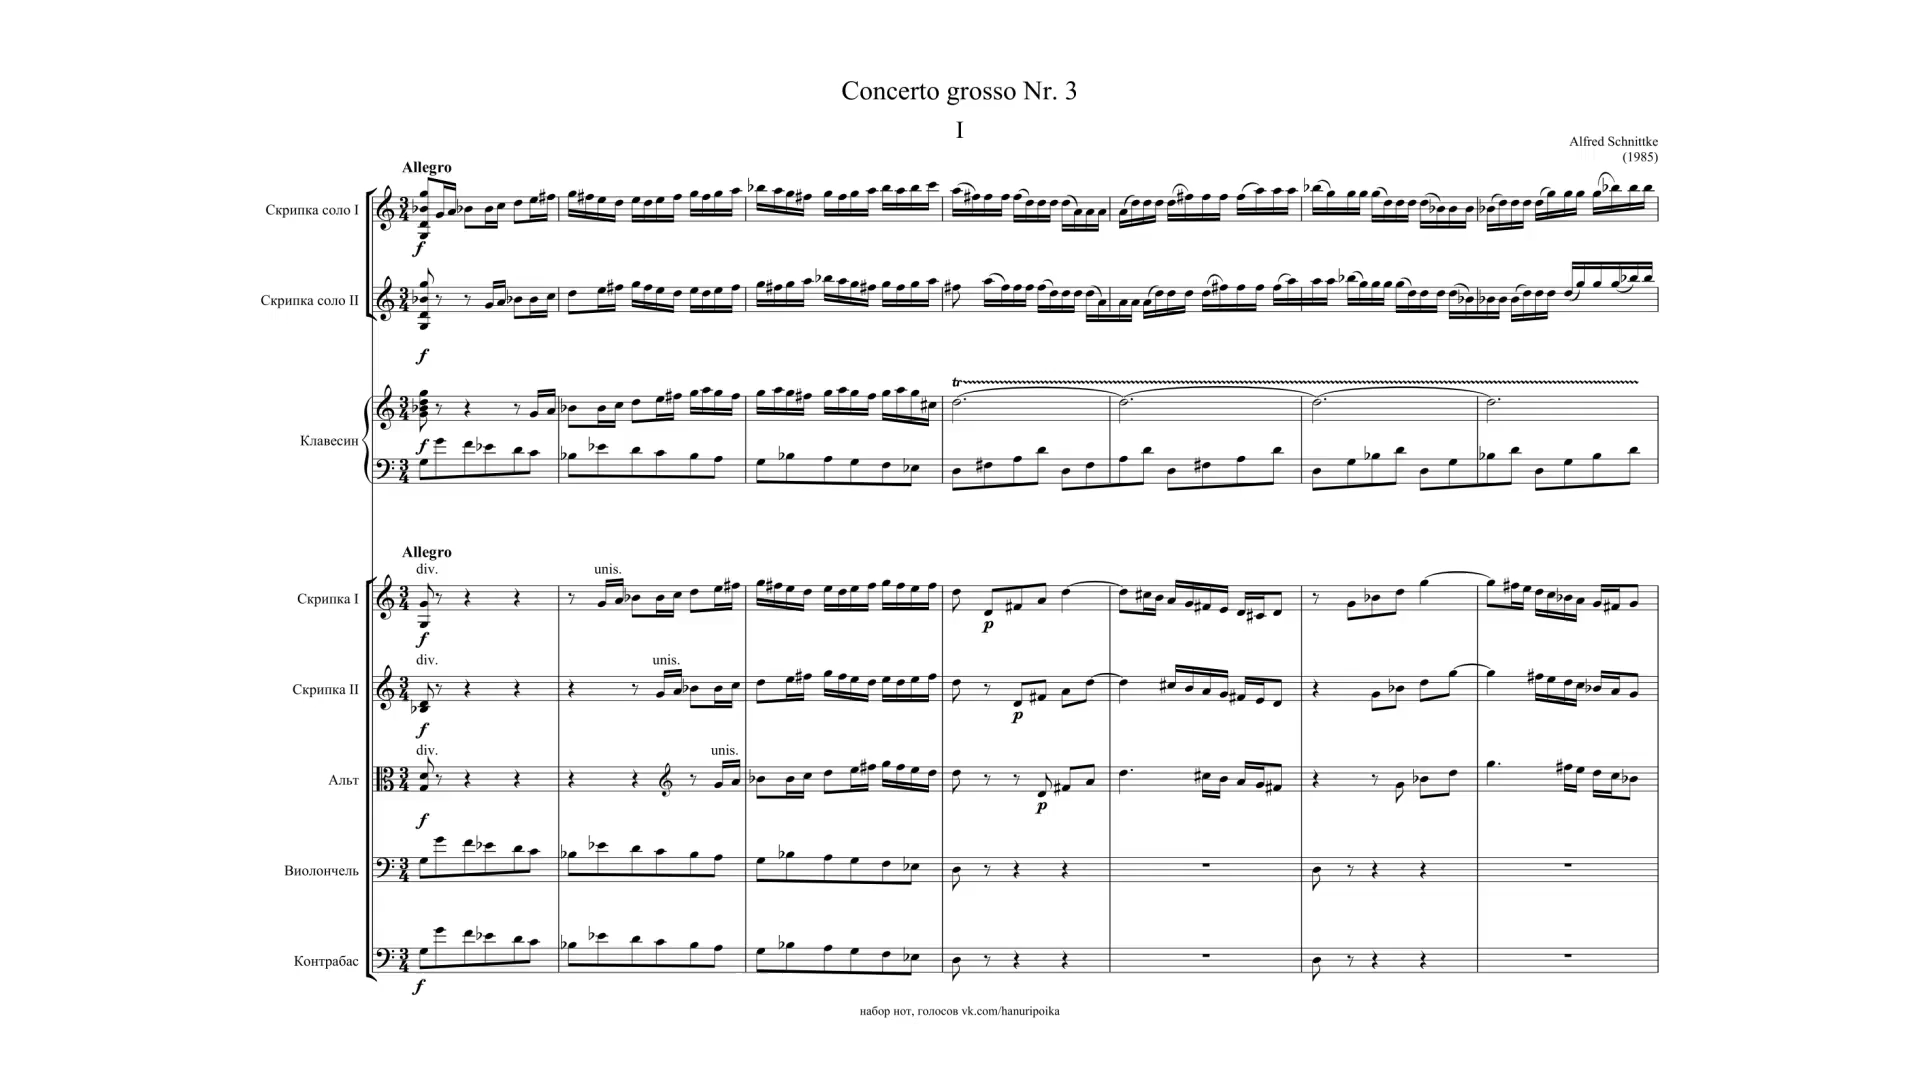 Concerto grosso Nr. 3
I
Alfred Schnittke
(1985)
Allegro
Скрипка соло I
f
Скрипка соло II
f
tr
Клавесин
f
Allegro
div.
unis.
Скрипка I
f
p
div.
unis.
Скрипка II
f
p
div.
unis.
Альт
f
p
Виолончель
Контрабас
f
набор нот, голосов vk.com/hanuripoika